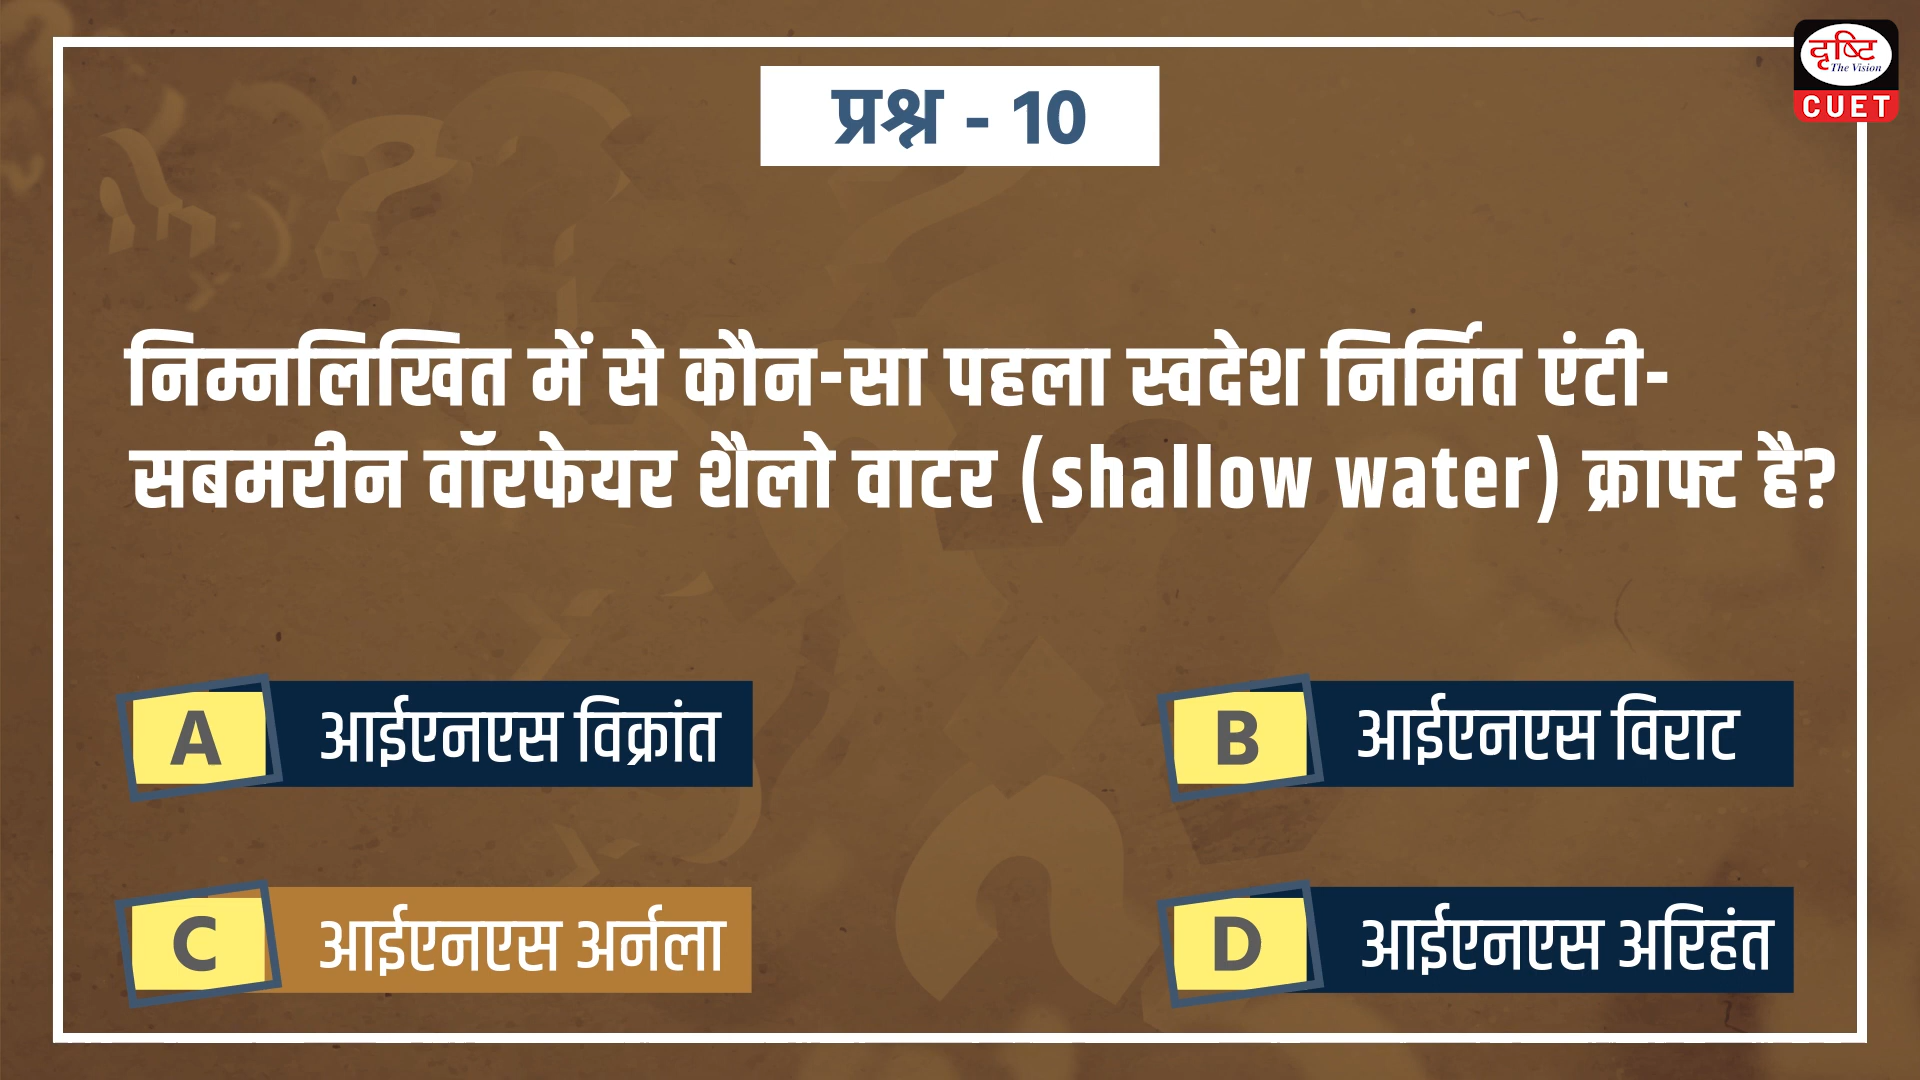 दृष्टि
The Vision
CUET
प्रश्न - 10
निम्नलिखित में से कौन-सा पहला स्वदेश निर्मित एंटी-
सबमरीन वॉरफेयर शैलो वाटर (shallow water) क्राफ्ट है?
A आईएनएस विक्रांत
B आईएनएस विराट
C आईएनएस अर्नला
D आईएनएस अरिहंत